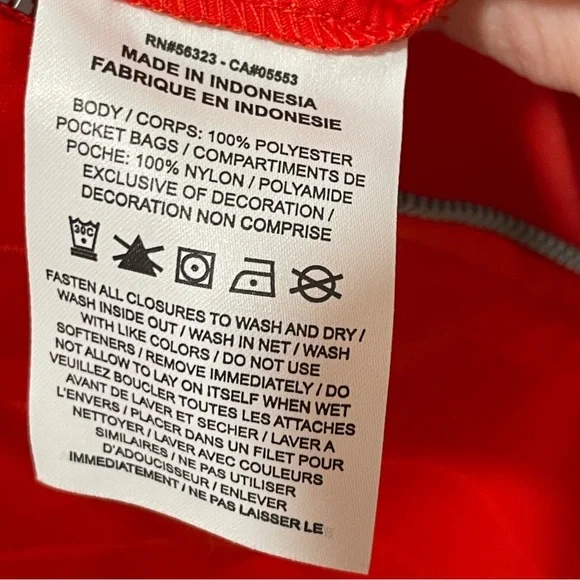 RN#56323 - CA#05553
MADE IN INDONESIA
FABRIQUE EN INDONESIE
BODY / CORPS: 100% POLYESTER
POCKET BAGS / COMPARTIMENTS DE
POCHE: 100% NYLON / POLYAMIDE
EXCLUSIVE OF DECORATION /
DECORATION NON COMPRISE
30C
FASTEN ALL CLOSURES TO WASH AND DRY /
WASH INSIDE OUT / WASH IN NET / WASH
WITH LIKE COLORS / DO NOT USE
SOFTENERS / REMOVE IMMEDIATELY / DO
NOT ALLOW TO LAY ON ITSELF WHEN WET
VEUILLEZ BOUCLER TOUTES LES ATTACHES
AVANT DE LAVER ET SECHER / LAVER A
L'ENVERS / PLACER DANS UN FILET POUR
NETTOYER / LAVER AVEC COULEURS
SIMILAIRES / NE PAS UTILISER
D'ADOUCISSEUR / ENLEVER
IMMEDIATEMENT / NE PAS LAISSER LE